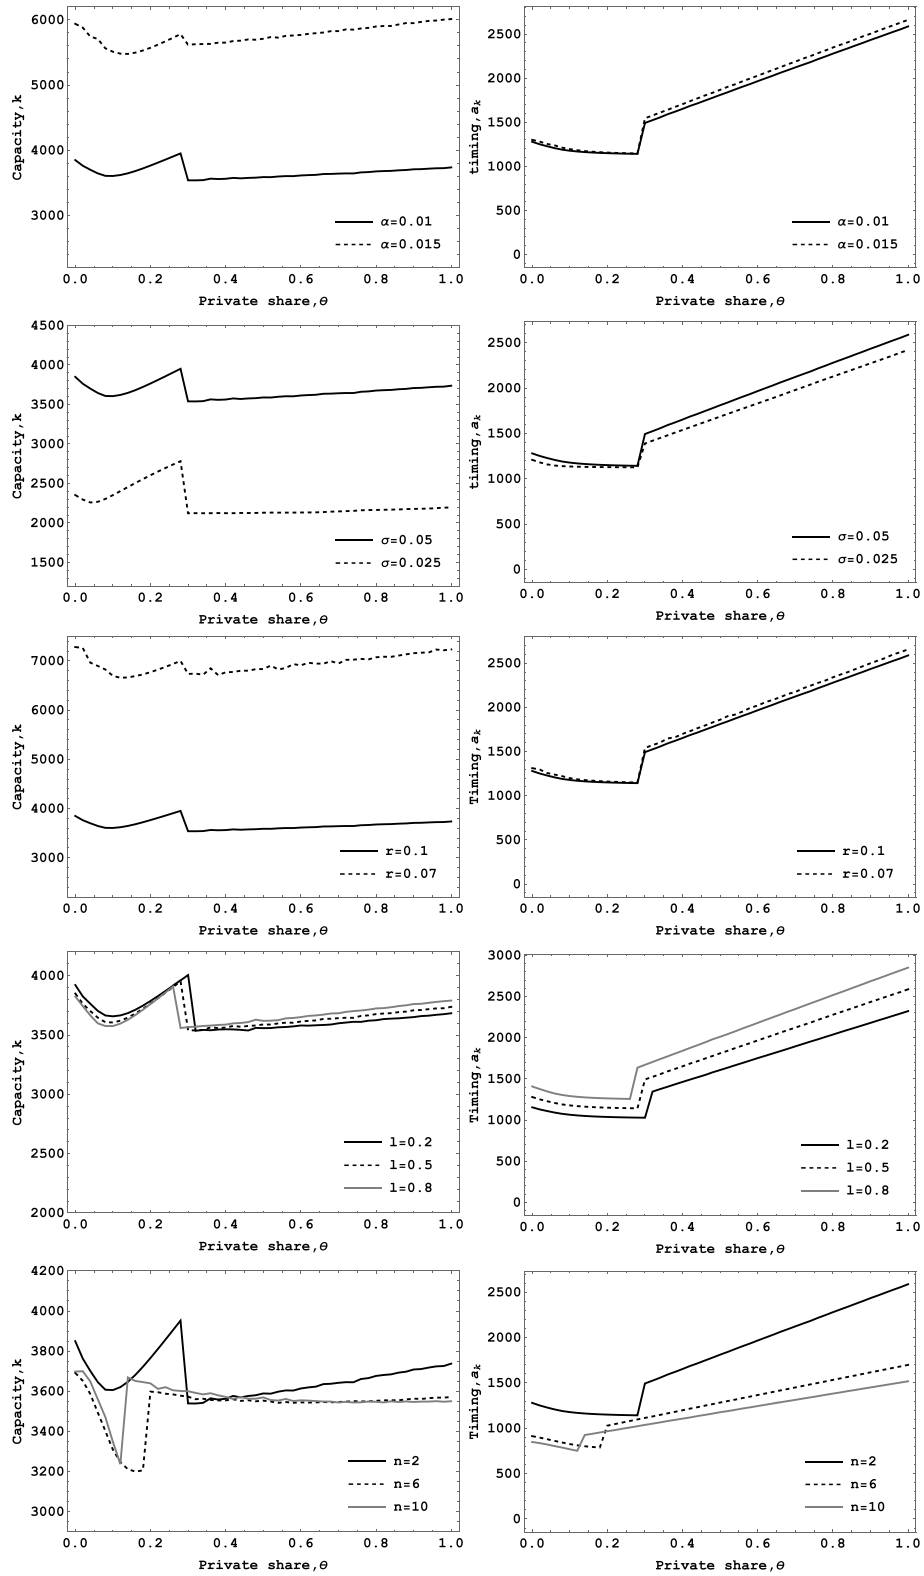 Capacity,k
6000
5000
4000
3000
α=0.01
α=0.015
0.0 0.2 0.4 0.6 0.8 1.0
Private share,θ
timing,ak
2500
2000
1500
1000
500
0
α=0.01
α=0.015
0.0 0.2 0.4 0.6 0.8 1.0
Private share,θ
Capacity,k
4500
4000
3500
3000
2500
2000
1500
σ=0.05
σ=0.025
0.0 0.2 0.4 0.6 0.8 1.0
Private share,θ
timing,ak
2500
2000
1500
1000
500
0
σ=0.05
σ=0.025
0.0 0.2 0.4 0.6 0.8 1.0
Private share,θ
Capacity,k
7000
6000
5000
4000
3000
r=0.1
r=0.07
0.0 0.2 0.4 0.6 0.8 1.0
Private share,θ
Timing,ak
2500
2000
1500
1000
500
0
r=0.1
r=0.07
0.0 0.2 0.4 0.6 0.8 1.0
Private share,θ
Capacity,k
4000
3500
3000
2500
2000
l=0.2
l=0.5
l=0.8
0.0 0.2 0.4 0.6 0.8 1.0
Private share,θ
Timing,ak
3000
2500
2000
1500
1000
500
0
l=0.2
l=0.5
l=0.8
0.0 0.2 0.4 0.6 0.8 1.0
Private share,θ
Capacity,k
4200
4000
3800
3600
3400
3200
3000
n=2
n=6
n=10
0.0 0.2 0.4 0.6 0.8 1.0
Private share,θ
Timing,ak
2500
2000
1500
1000
500
0
n=2
n=6
n=10
0.0 0.2 0.4 0.6 0.8 1.0
Private share,θ